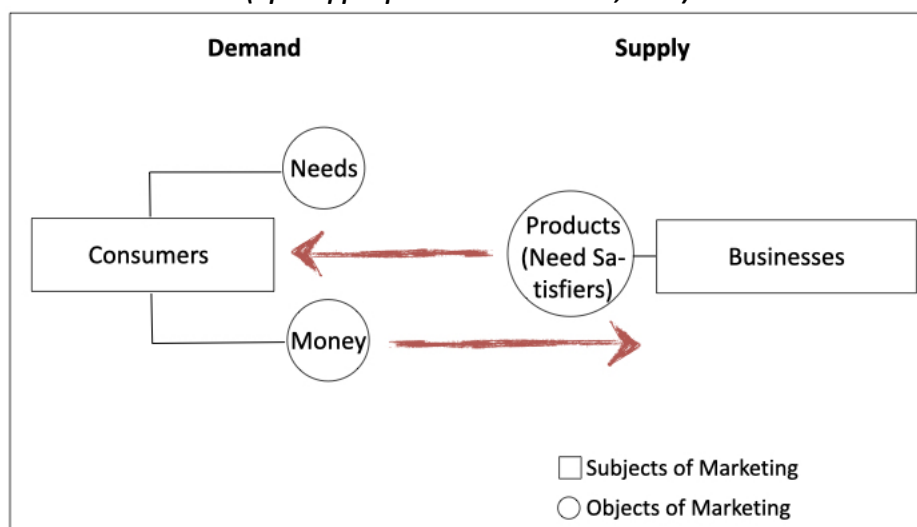 Demand
Supply
Needs
Consumers
Products
(Need Sa-
tisfiers)
Businesses
Money
Subjects of Marketing
Objects of Marketing